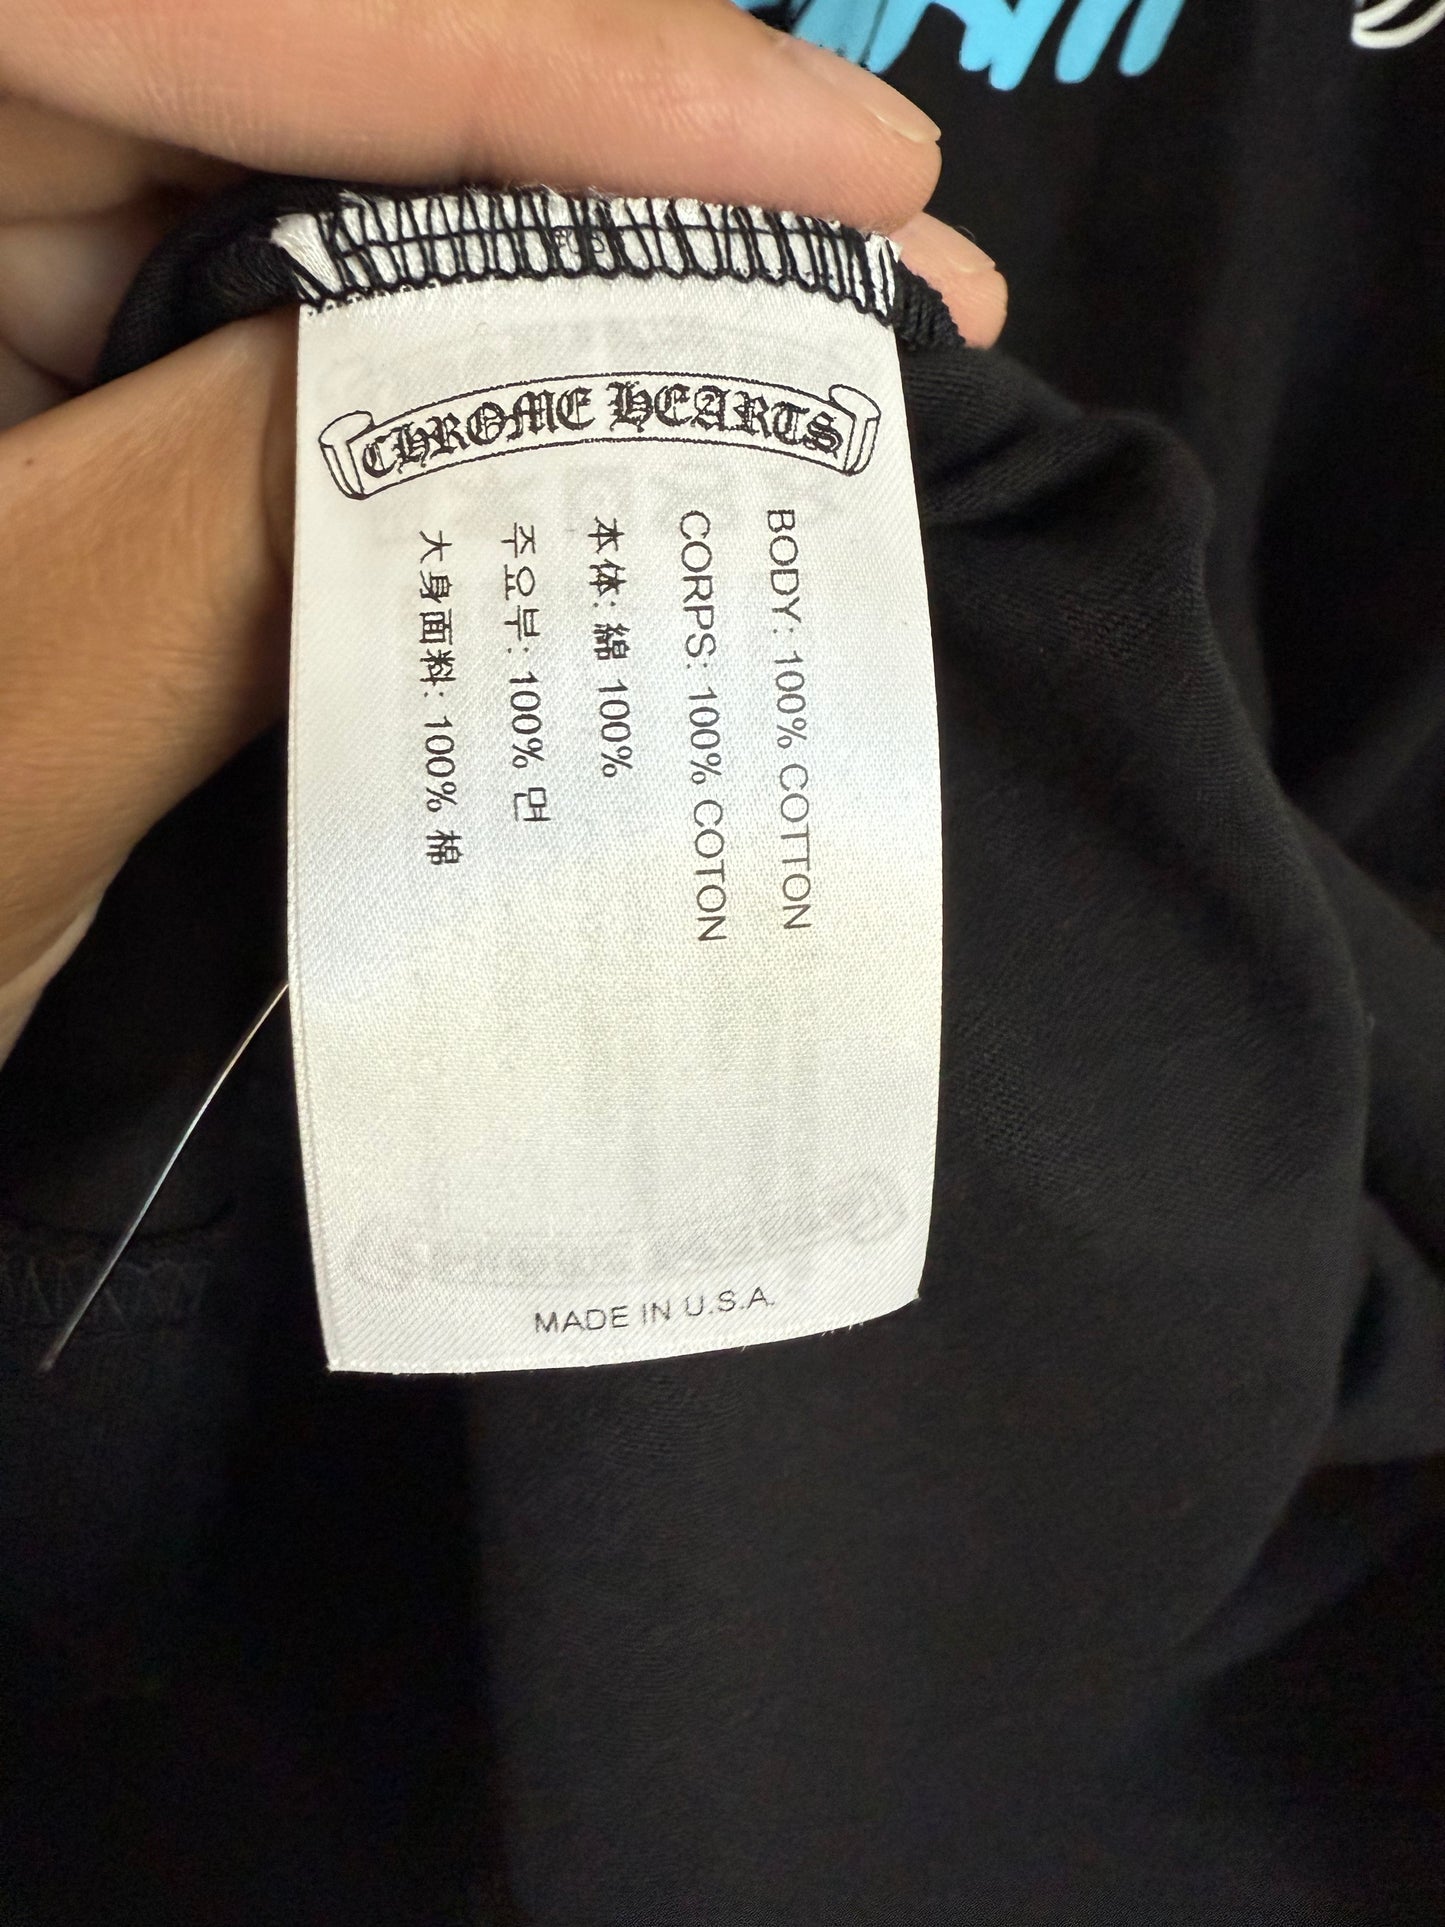 CHROME HEARTS
BODY: 100% COTTON
CORPS: 100% COTON
本体: 綿 100%
주요부: 100% 면
大身面料: 100% 棉
MADE IN U.S.A.